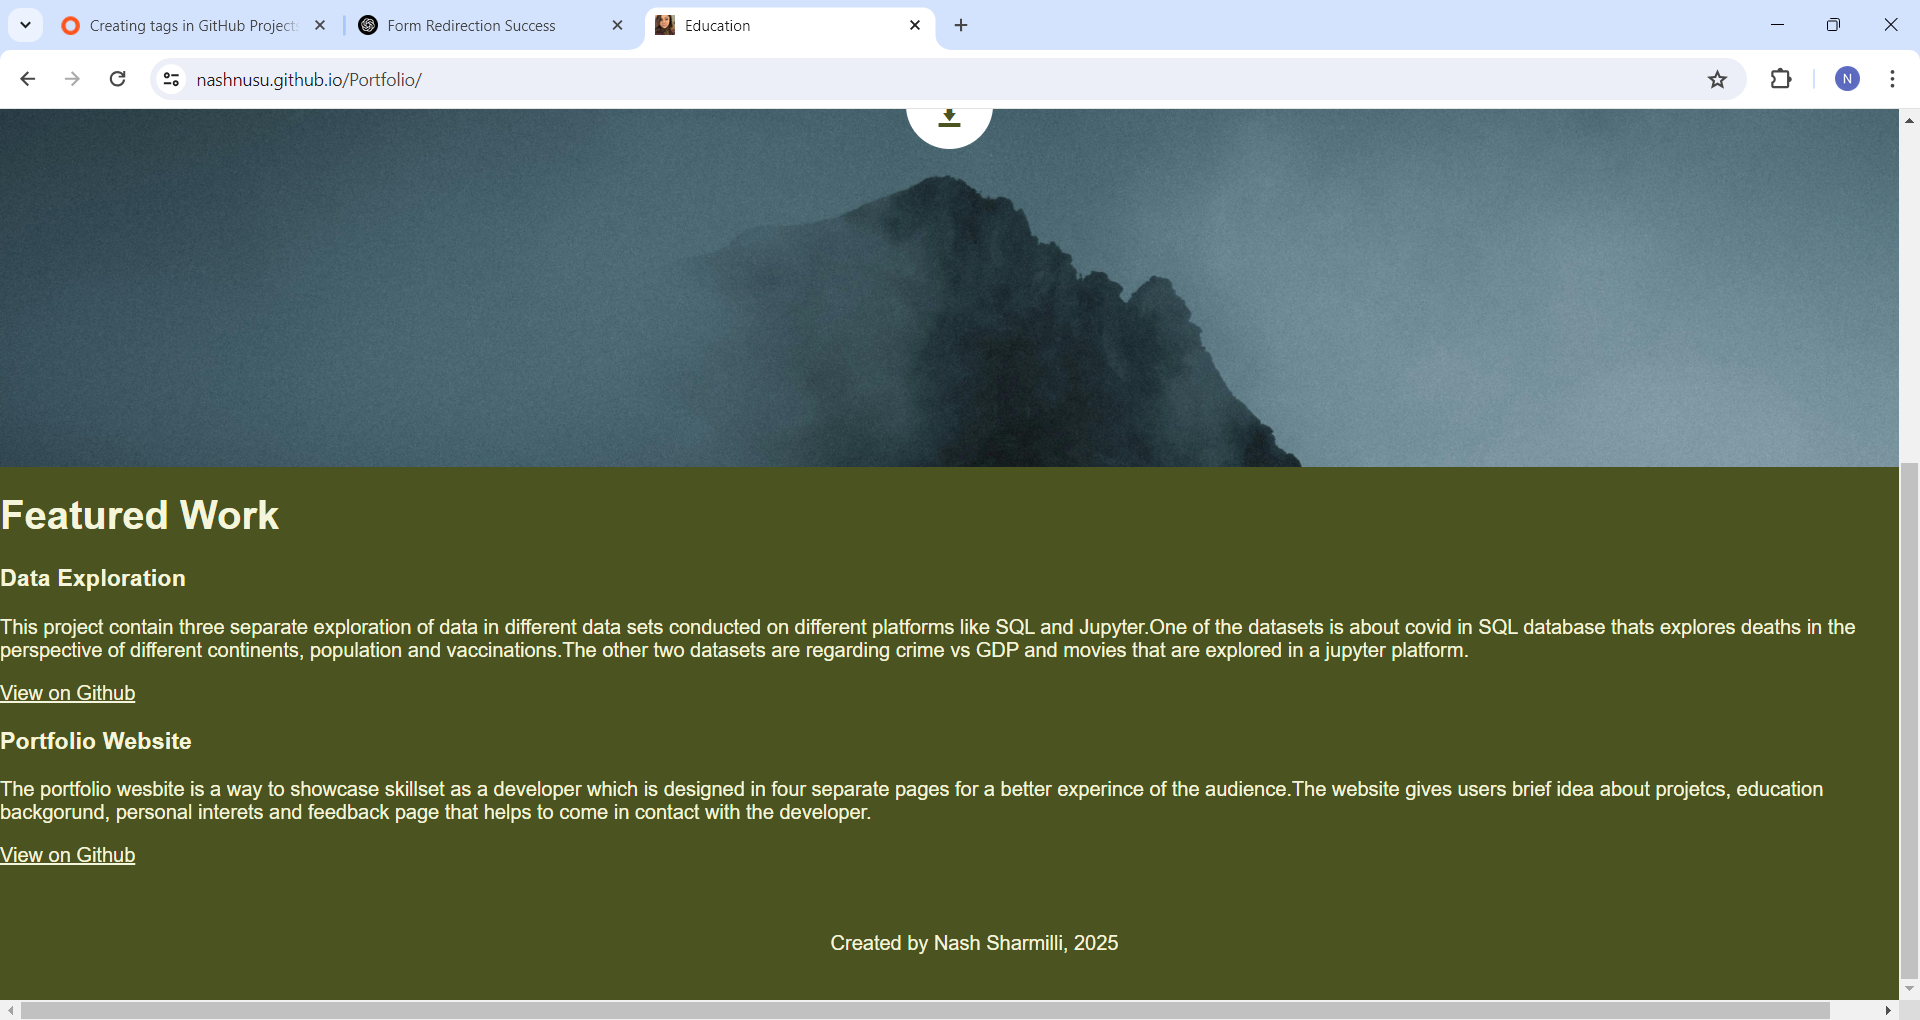 Creating tags in GitHub Projects
Form Redirection Success
Education
nashnusu.github.io/Portfolio/
N
Featured Work
Data Exploration
This project contain three separate exploration of data in different data sets conducted on different platforms like SQL and Jupyter.One of the datasets is about covid in SQL database thats explores deaths in the
perspective of different continents, population and vaccinations.The other two datasets are regarding crime vs GDP and movies that are explored in a jupyter platform.
View on Github
Portfolio Website
The portfolio wesbite is a way to showcase skillset as a developer which is designed in four separate pages for a better experince of the audience.The website gives users brief idea about projetcs, education
backgorund, personal interets and feedback page that helps to come in contact with the developer.
View on Github
Created by Nash Sharmilli, 2025